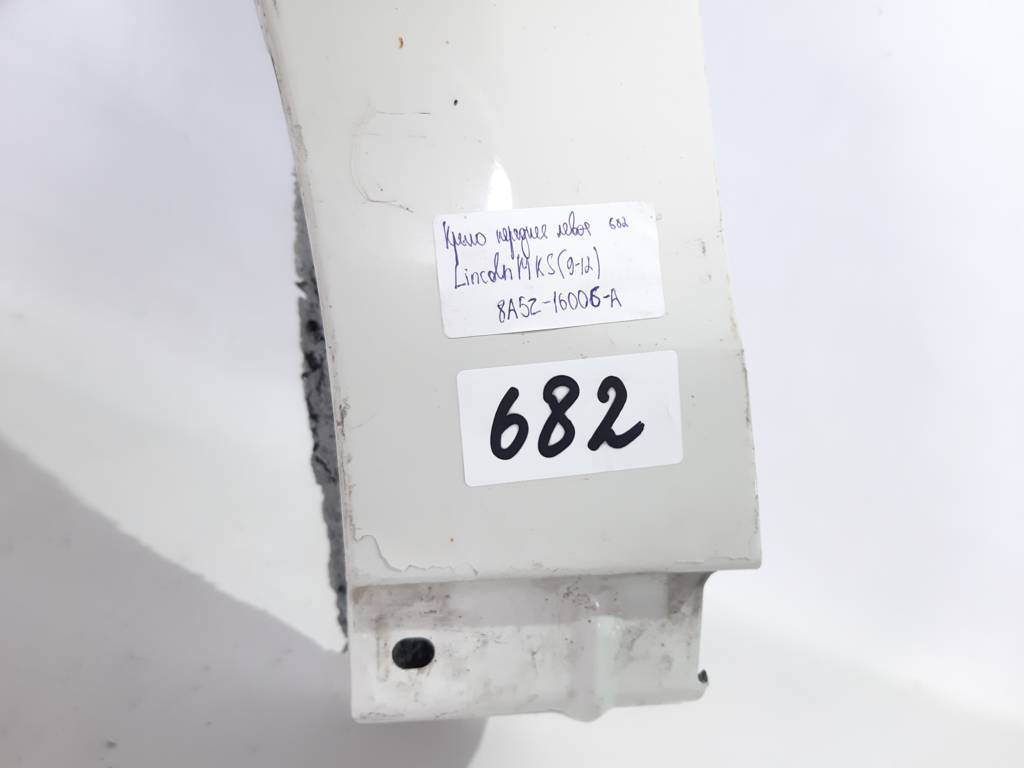 Крыло переднее левое 682
Lincoln MKS (9-12)
8A5Z-16006-A
682